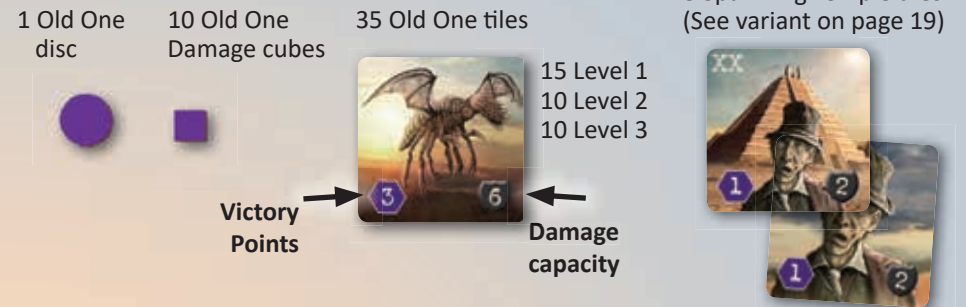 1 Old One
disc
10 Old One
Damage cubes
35 Old One tiles
15 Level 1
10 Level 2
10 Level 3
3
6
Victory
Points
Damage
capacity
(See variant on page 19)
XX
1
2
1
2